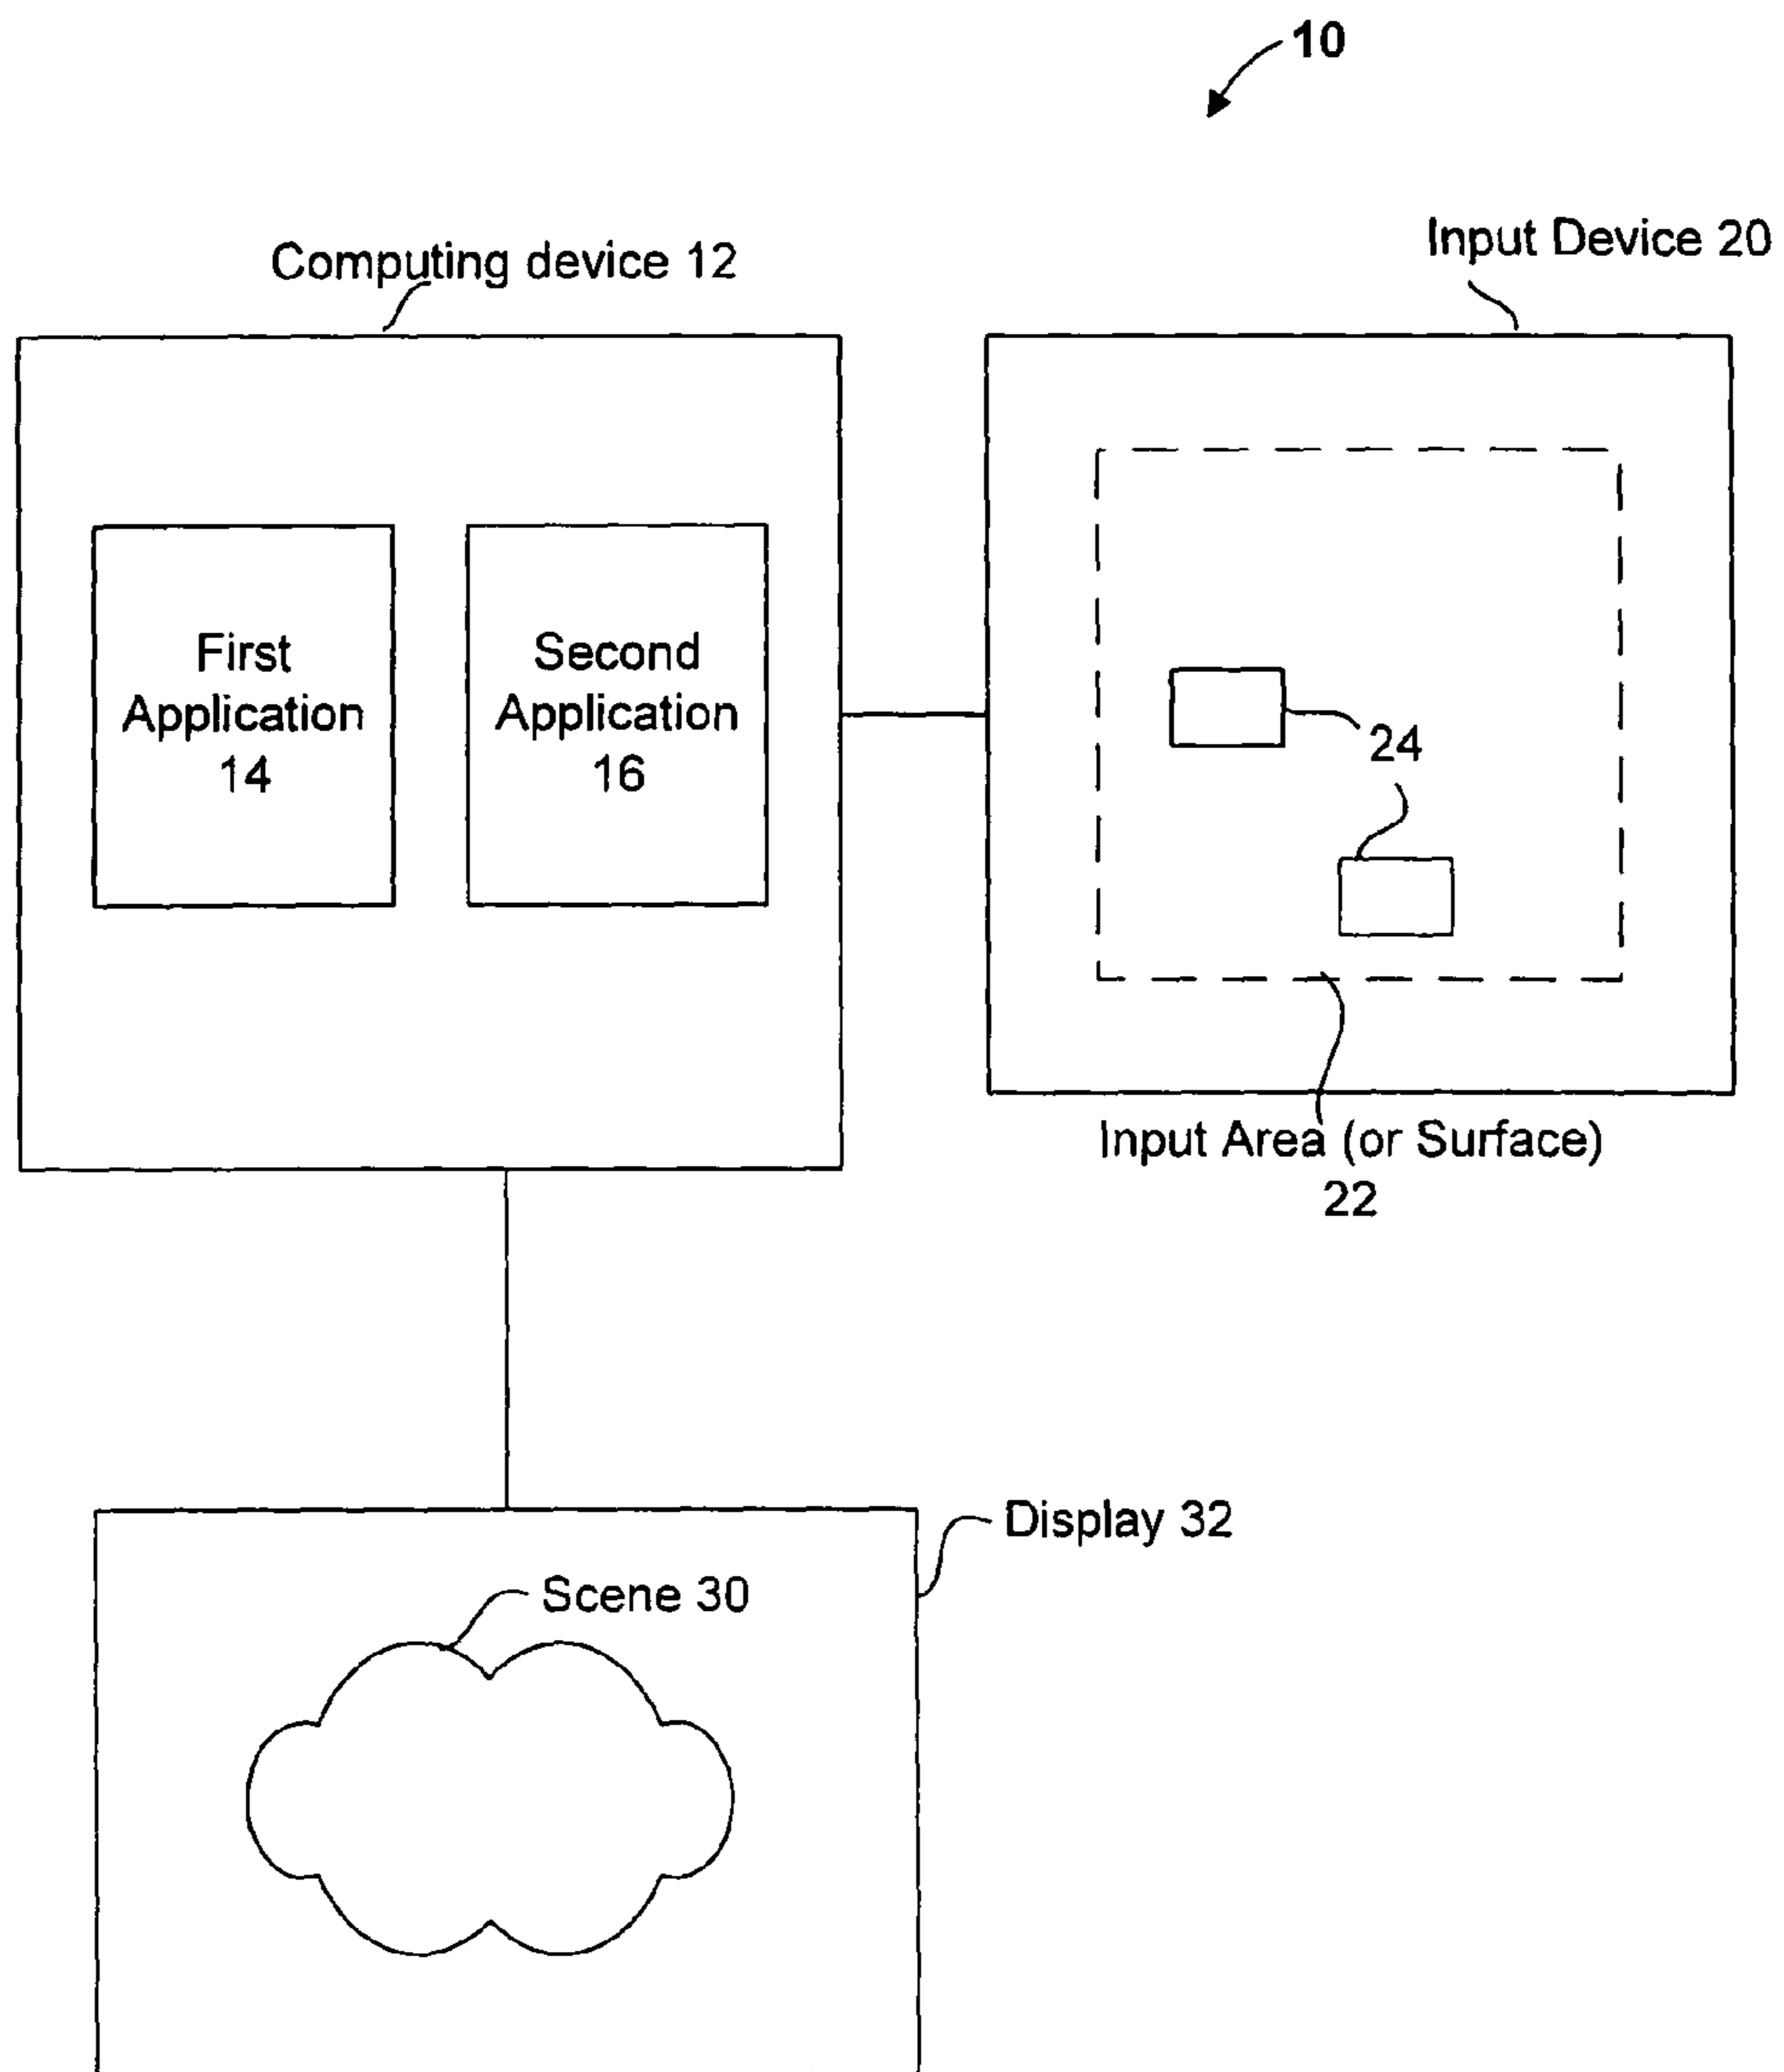 10
Computing device 12
Input Device 20
First
Application
14
Second
Application
16
24
Input Area (or Surface)
22
Display 32
Scene 30